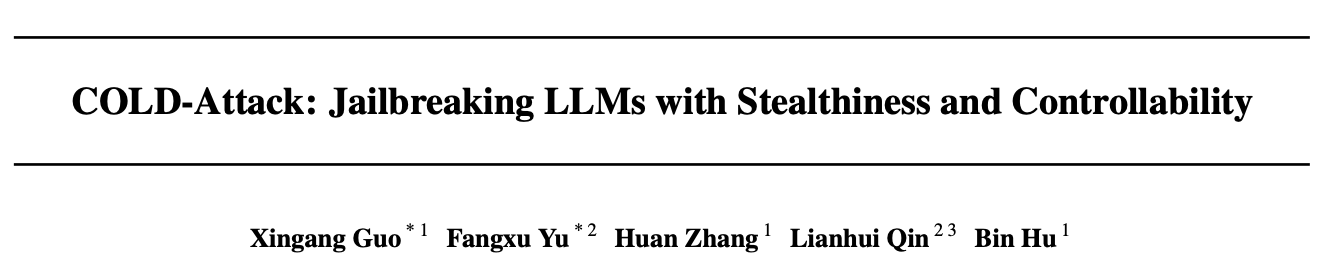 COLD-Attack: Jailbreaking LLMs with Stealthiness and Controllability
Xingang Guo * 1 Fangxu Yu * 2 Huan Zhang 1 Lianhui Qin 2 3 Bin Hu 1